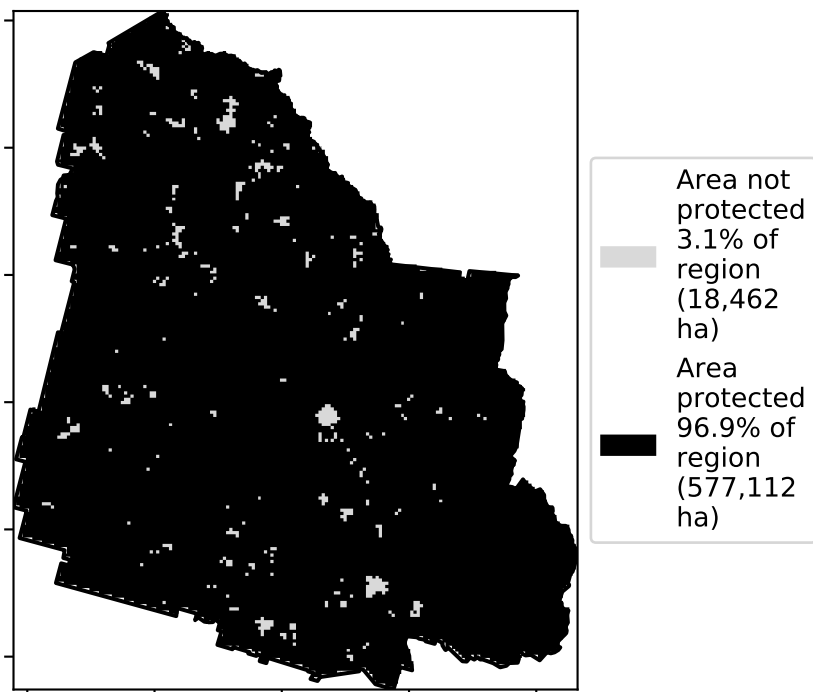 Area not
protected
3.1% of
region
(18,462
ha)
Area
protected
96.9% of
region
(577,112
ha)